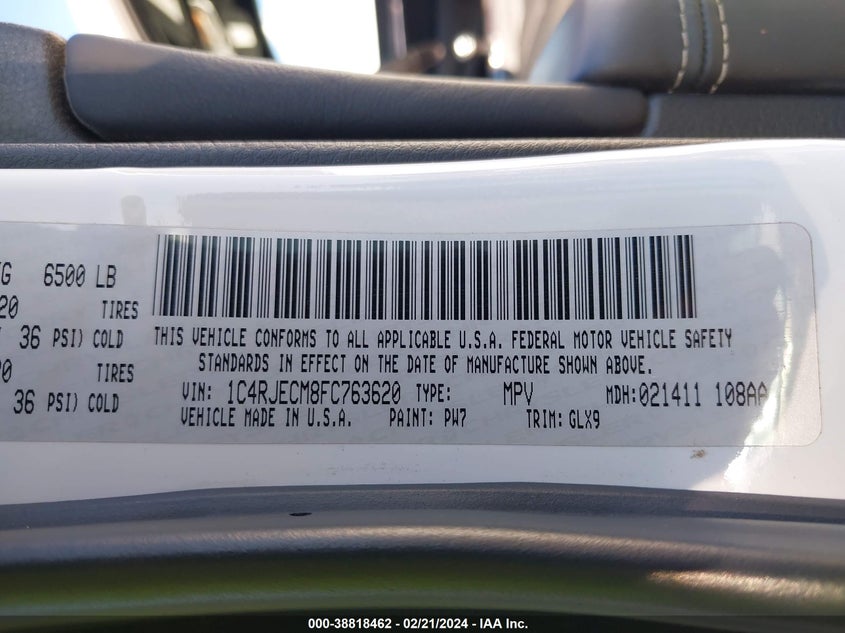 G 6500 LB
20 TIRES
36 PSI) COLD
20 TIRES
36 PSI) COLD
THIS VEHICLE CONFORMS TO ALL APPLICABLE U.S.A. FEDERAL MOTOR VEHICLE SAFETY
STANDARDS IN EFFECT ON THE DATE OF MANUFACTURE SHOWN ABOVE.
VIN: 1C4RJECM8FC763620 TYPE: MPV MDH:021411 108AA
VEHICLE MADE IN U.S.A. PAINT: PW7 TRIM: GLX9
000-38818462 - 02/21/2024 - IAA Inc.